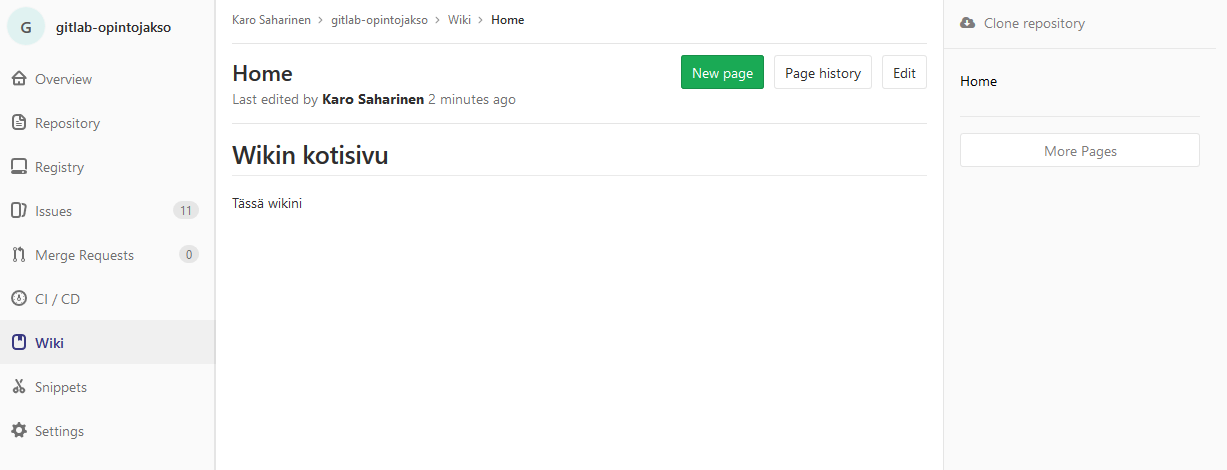 G gitlab-opintojakso
Overview
Repository
Registry
Issues 11
Merge Requests 0
CI / CD
Wiki
Snippets
Settings
Karo Saharinen > gitlab-opintojakso > Wiki > Home
Home
New page Page history Edit
Last edited by Karo Saharinen 2 minutes ago
Wikin kotisivu
Tässä wikini
Clone repository
Home
More Pages